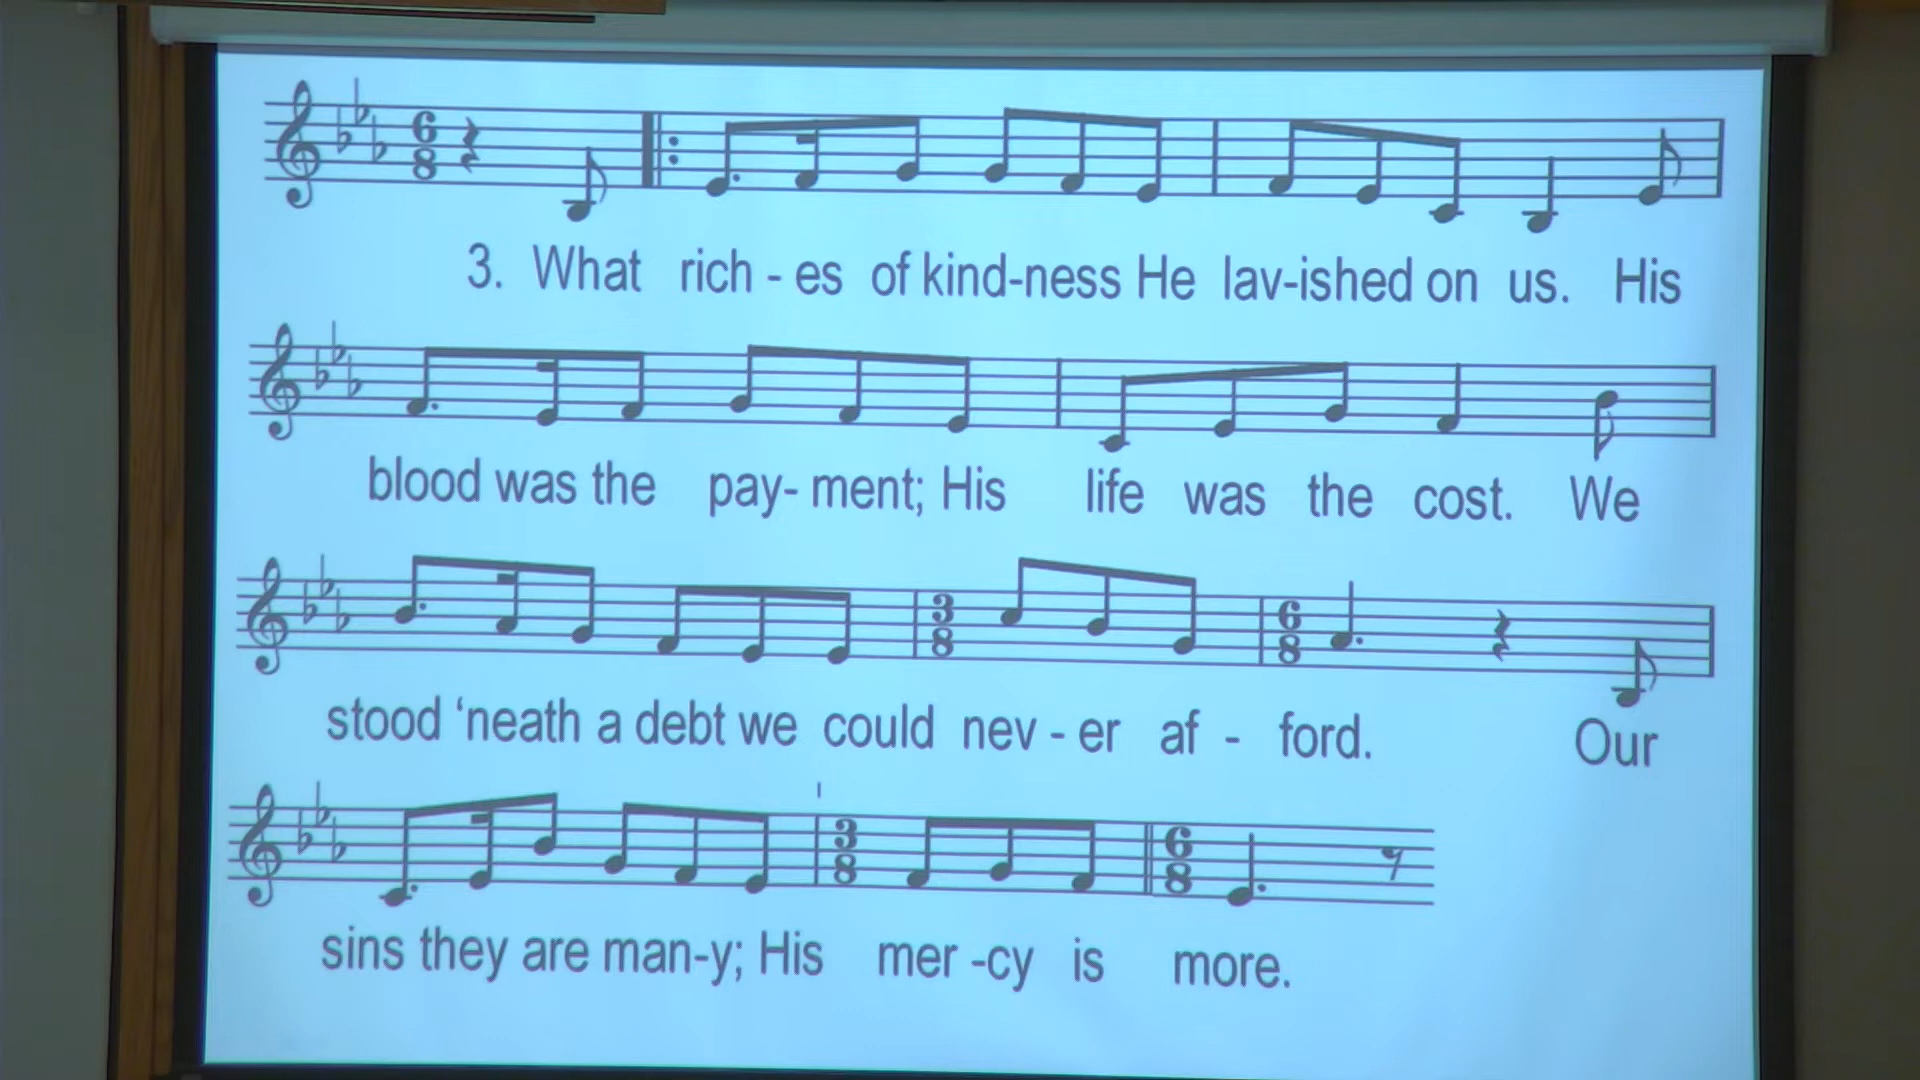 3. What rich - es of kind-ness He lav-ished on us. His
blood was the pay- ment; His life was the cost. We
stood ‘neath a debt we could nev - er af - ford. Our
sins they are man-y; His mer -cy is more.